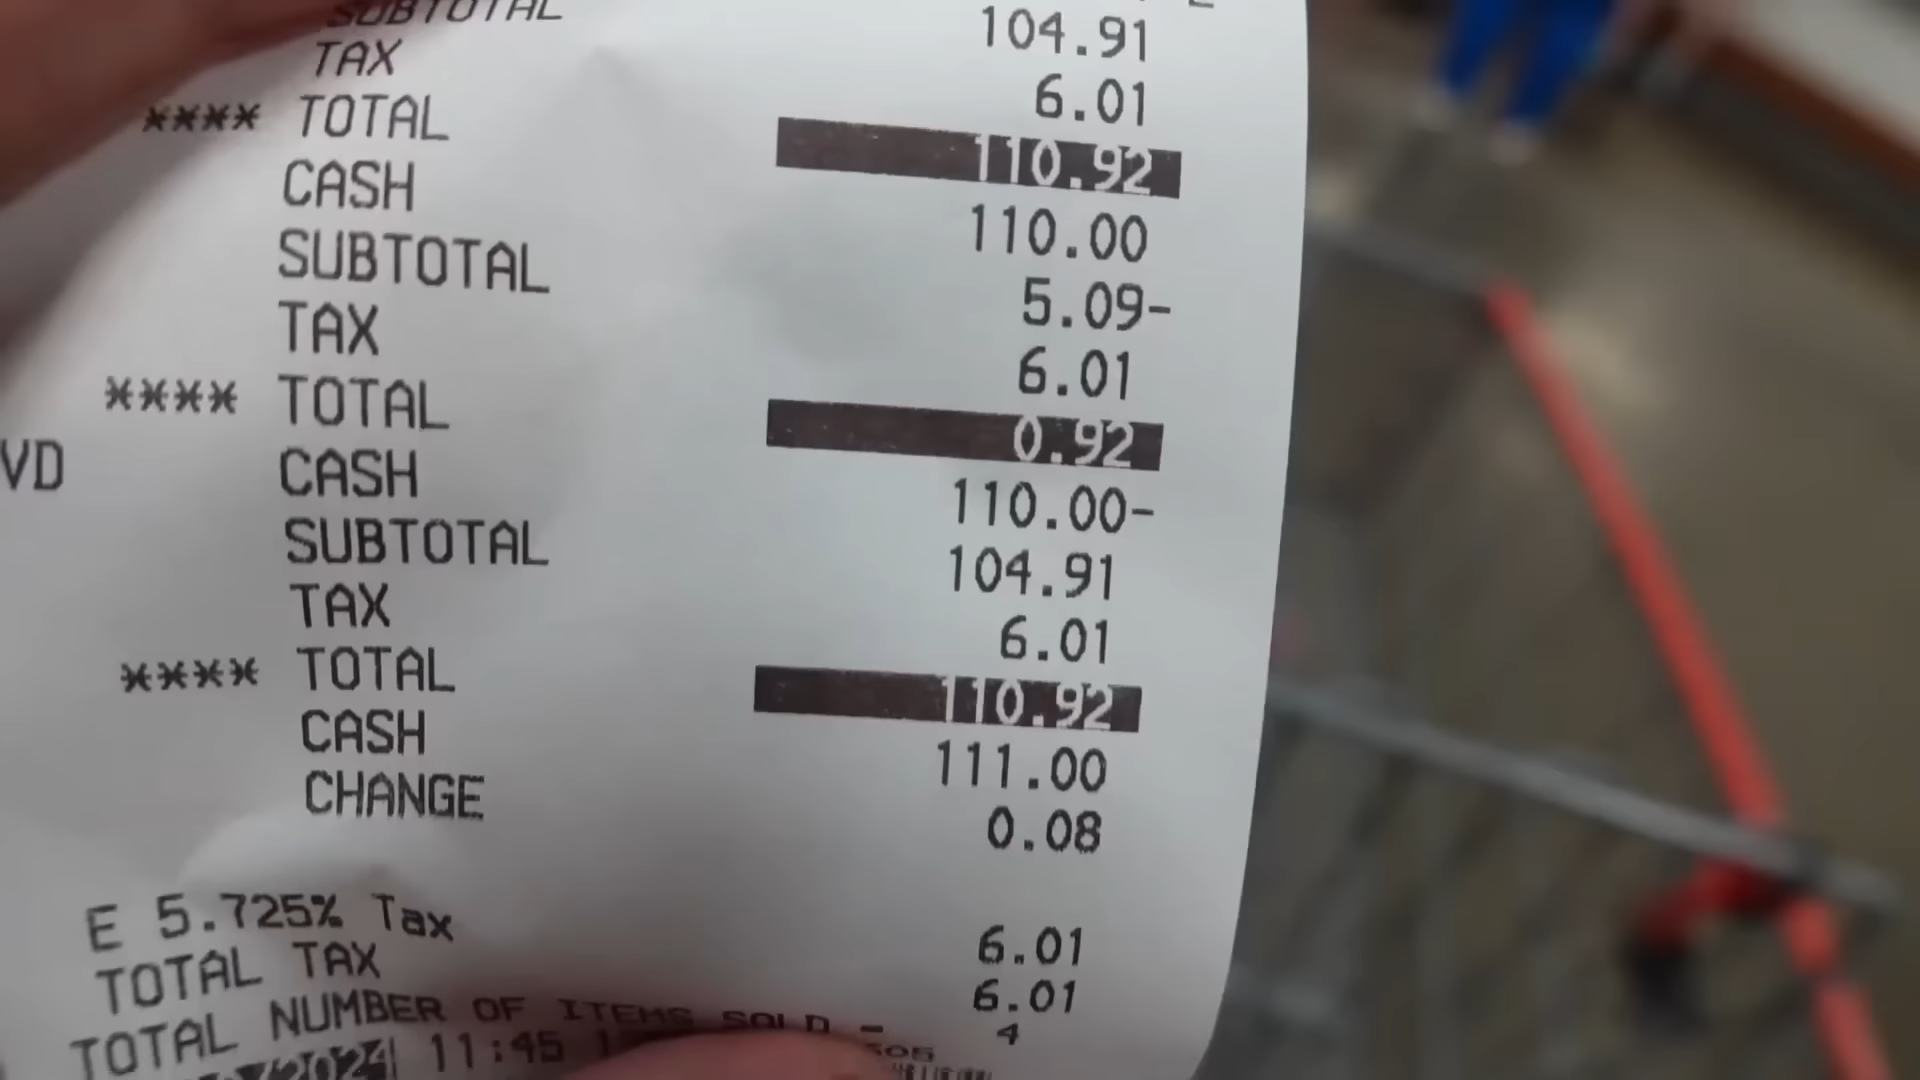 SUBTOTAL 104.91
TAX 6.01
**** TOTAL 110.92
CASH 110.00
SUBTOTAL 5.09-
TAX 6.01
**** TOTAL 0.92
VD CASH 110.00-
SUBTOTAL 104.91
TAX 6.01
**** TOTAL 110.92
CASH 111.00
CHANGE 0.08
E 5.725% Tax 6.01
TOTAL TAX 6.01
TOTAL NUMBER OF ITEMS SOLD = 4
/2024 11:45